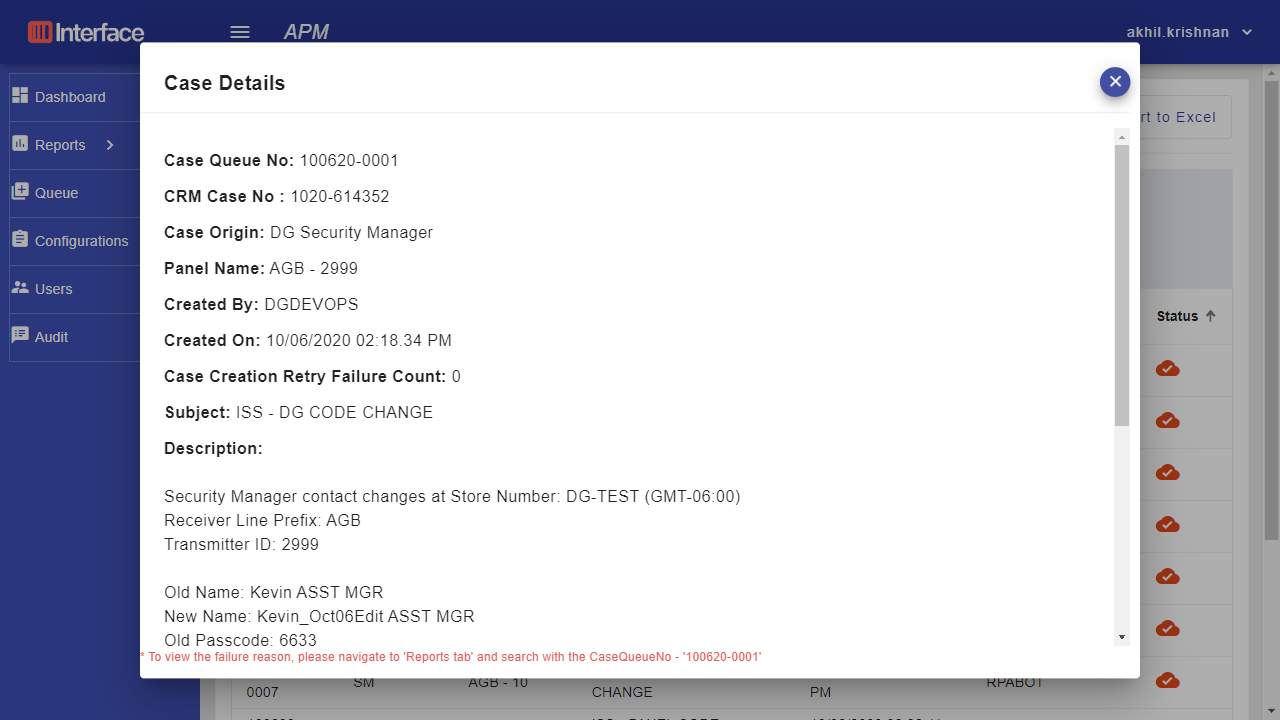 Interface
APM
akhil.krishnan
Dashboard
Reports
Queue
Configurations
Users
Audit
Case Details
rt to Excel
Case Queue No: 100620-0001
CRM Case No : 1020-614352
Case Origin: DG Security Manager
Panel Name: AGB - 2999
Created By: DGDEVOPS
Created On: 10/06/2020 02:18.34 PM
Case Creation Retry Failure Count: 0
Subject: ISS - DG CODE CHANGE
Description:
Security Manager contact changes at Store Number: DG-TEST (GMT-06:00)
Receiver Line Prefix: AGB
Transmitter ID: 2999
Old Name: Kevin ASST MGR
New Name: Kevin_Oct06Edit ASST MGR
Old Passcode: 6633
* To view the failure reason, please navigate to 'Reports tab' and search with the CaseQueueNo - '100620-0001'
Status
SM AGB - 10 RPABOT
0007 CHANGE PM